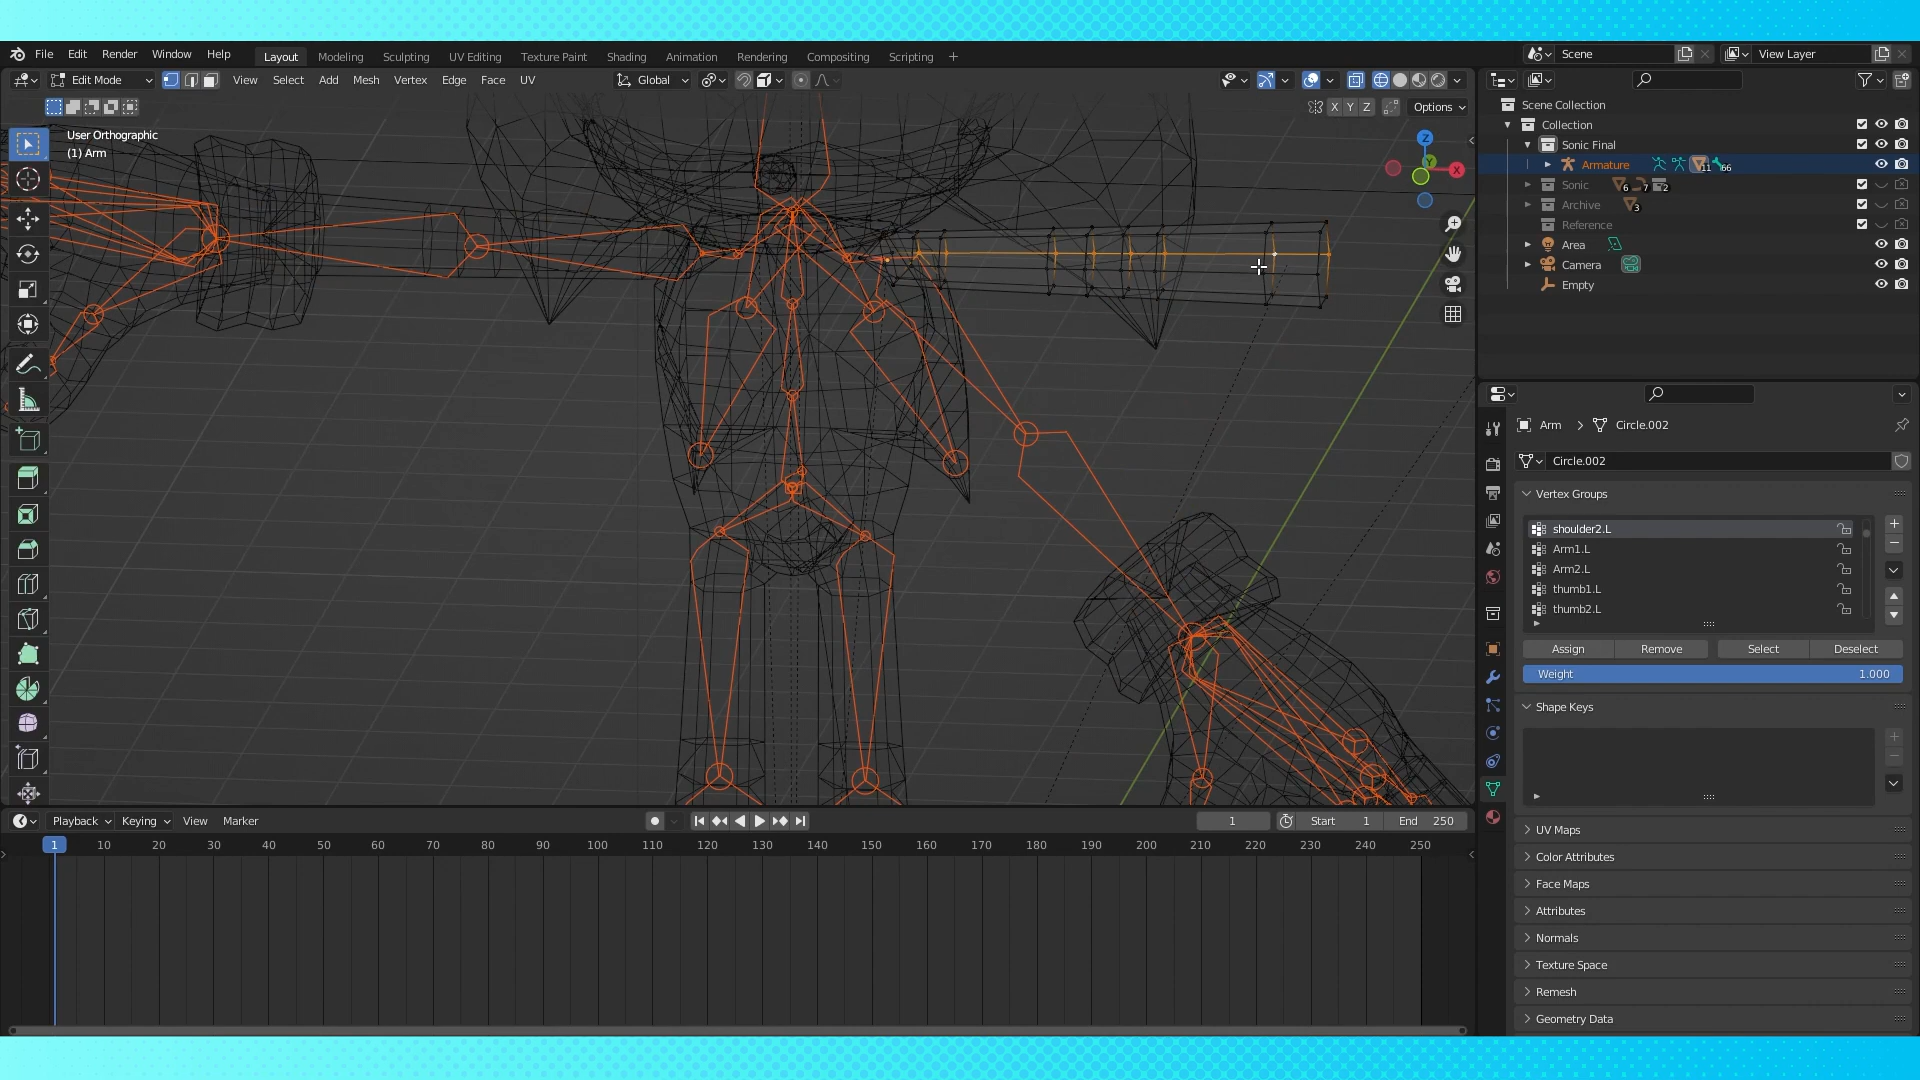 File Edit Render Window Help Layout Modeling Sculpting UV Editing Texture Paint Shading Animation Rendering Compositing Scripting + Scene View Layer
Edit Mode View Select Add Mesh Vertex Edge Face UV Global
X Y Z Options
User Orthographic
(1) Arm
Z
Y
X
Scene Collection
Collection
Sonic Final
Armature 11 66
Sonic 6 7 2
Archive 3
Reference
Area
Camera
Empty
Arm > Circle.002
Circle.002
Vertex Groups
shoulder2.L
Arm1.L
Arm2.L
thumb1.L
thumb2.L
Assign Remove Select Deselect
Weight 1.000
Shape Keys
UV Maps
Color Attributes
Face Maps
Attributes
Normals
Texture Space
Remesh
Geometry Data
Playback Keying View Marker 1 Start 1 End 250
1 10 20 30 40 50 60 70 80 90 100 110 120 130 140 150 160 170 180 190 200 210 220 230 240 250